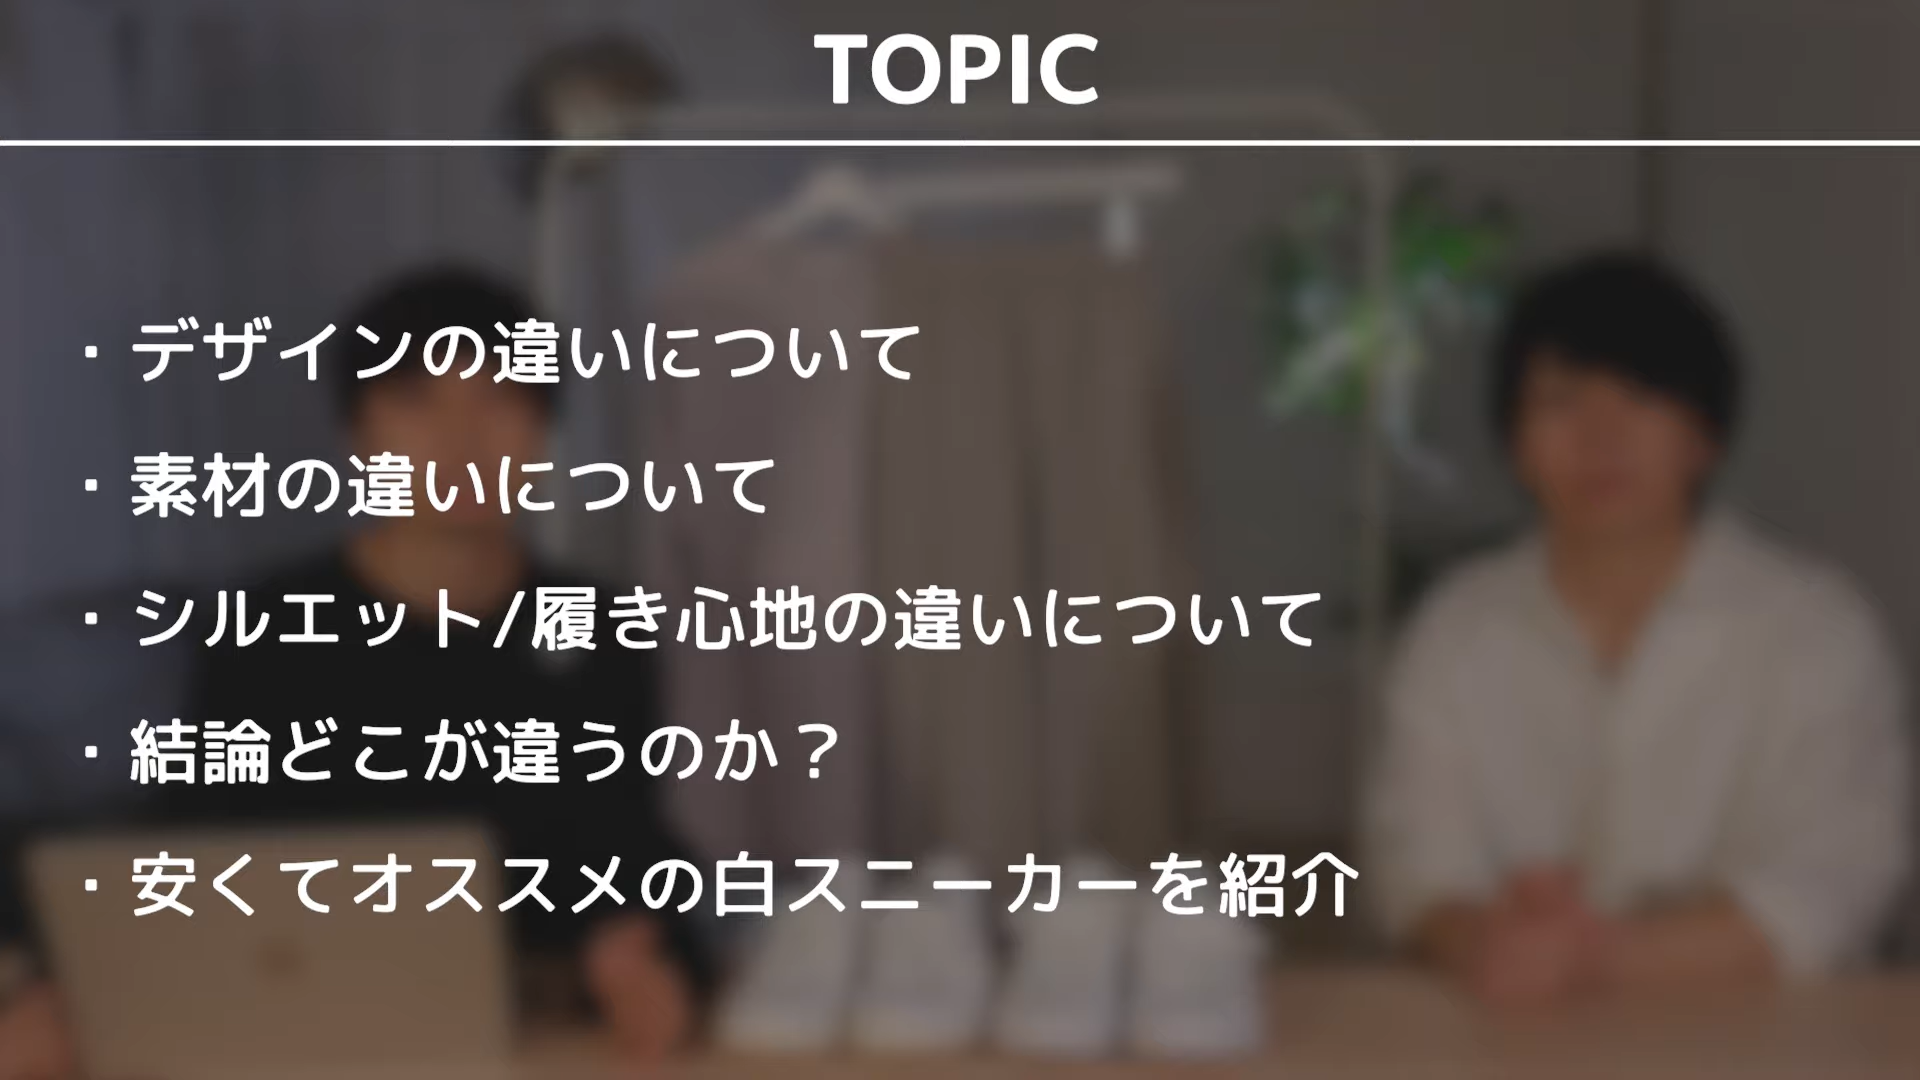 TOPIC
・デザインの違いについて
・素材の違いについて
・シルエット/履き心地の違いについて
・結論どこが違うのか？
・安くてオススメの白スニーカーを紹介